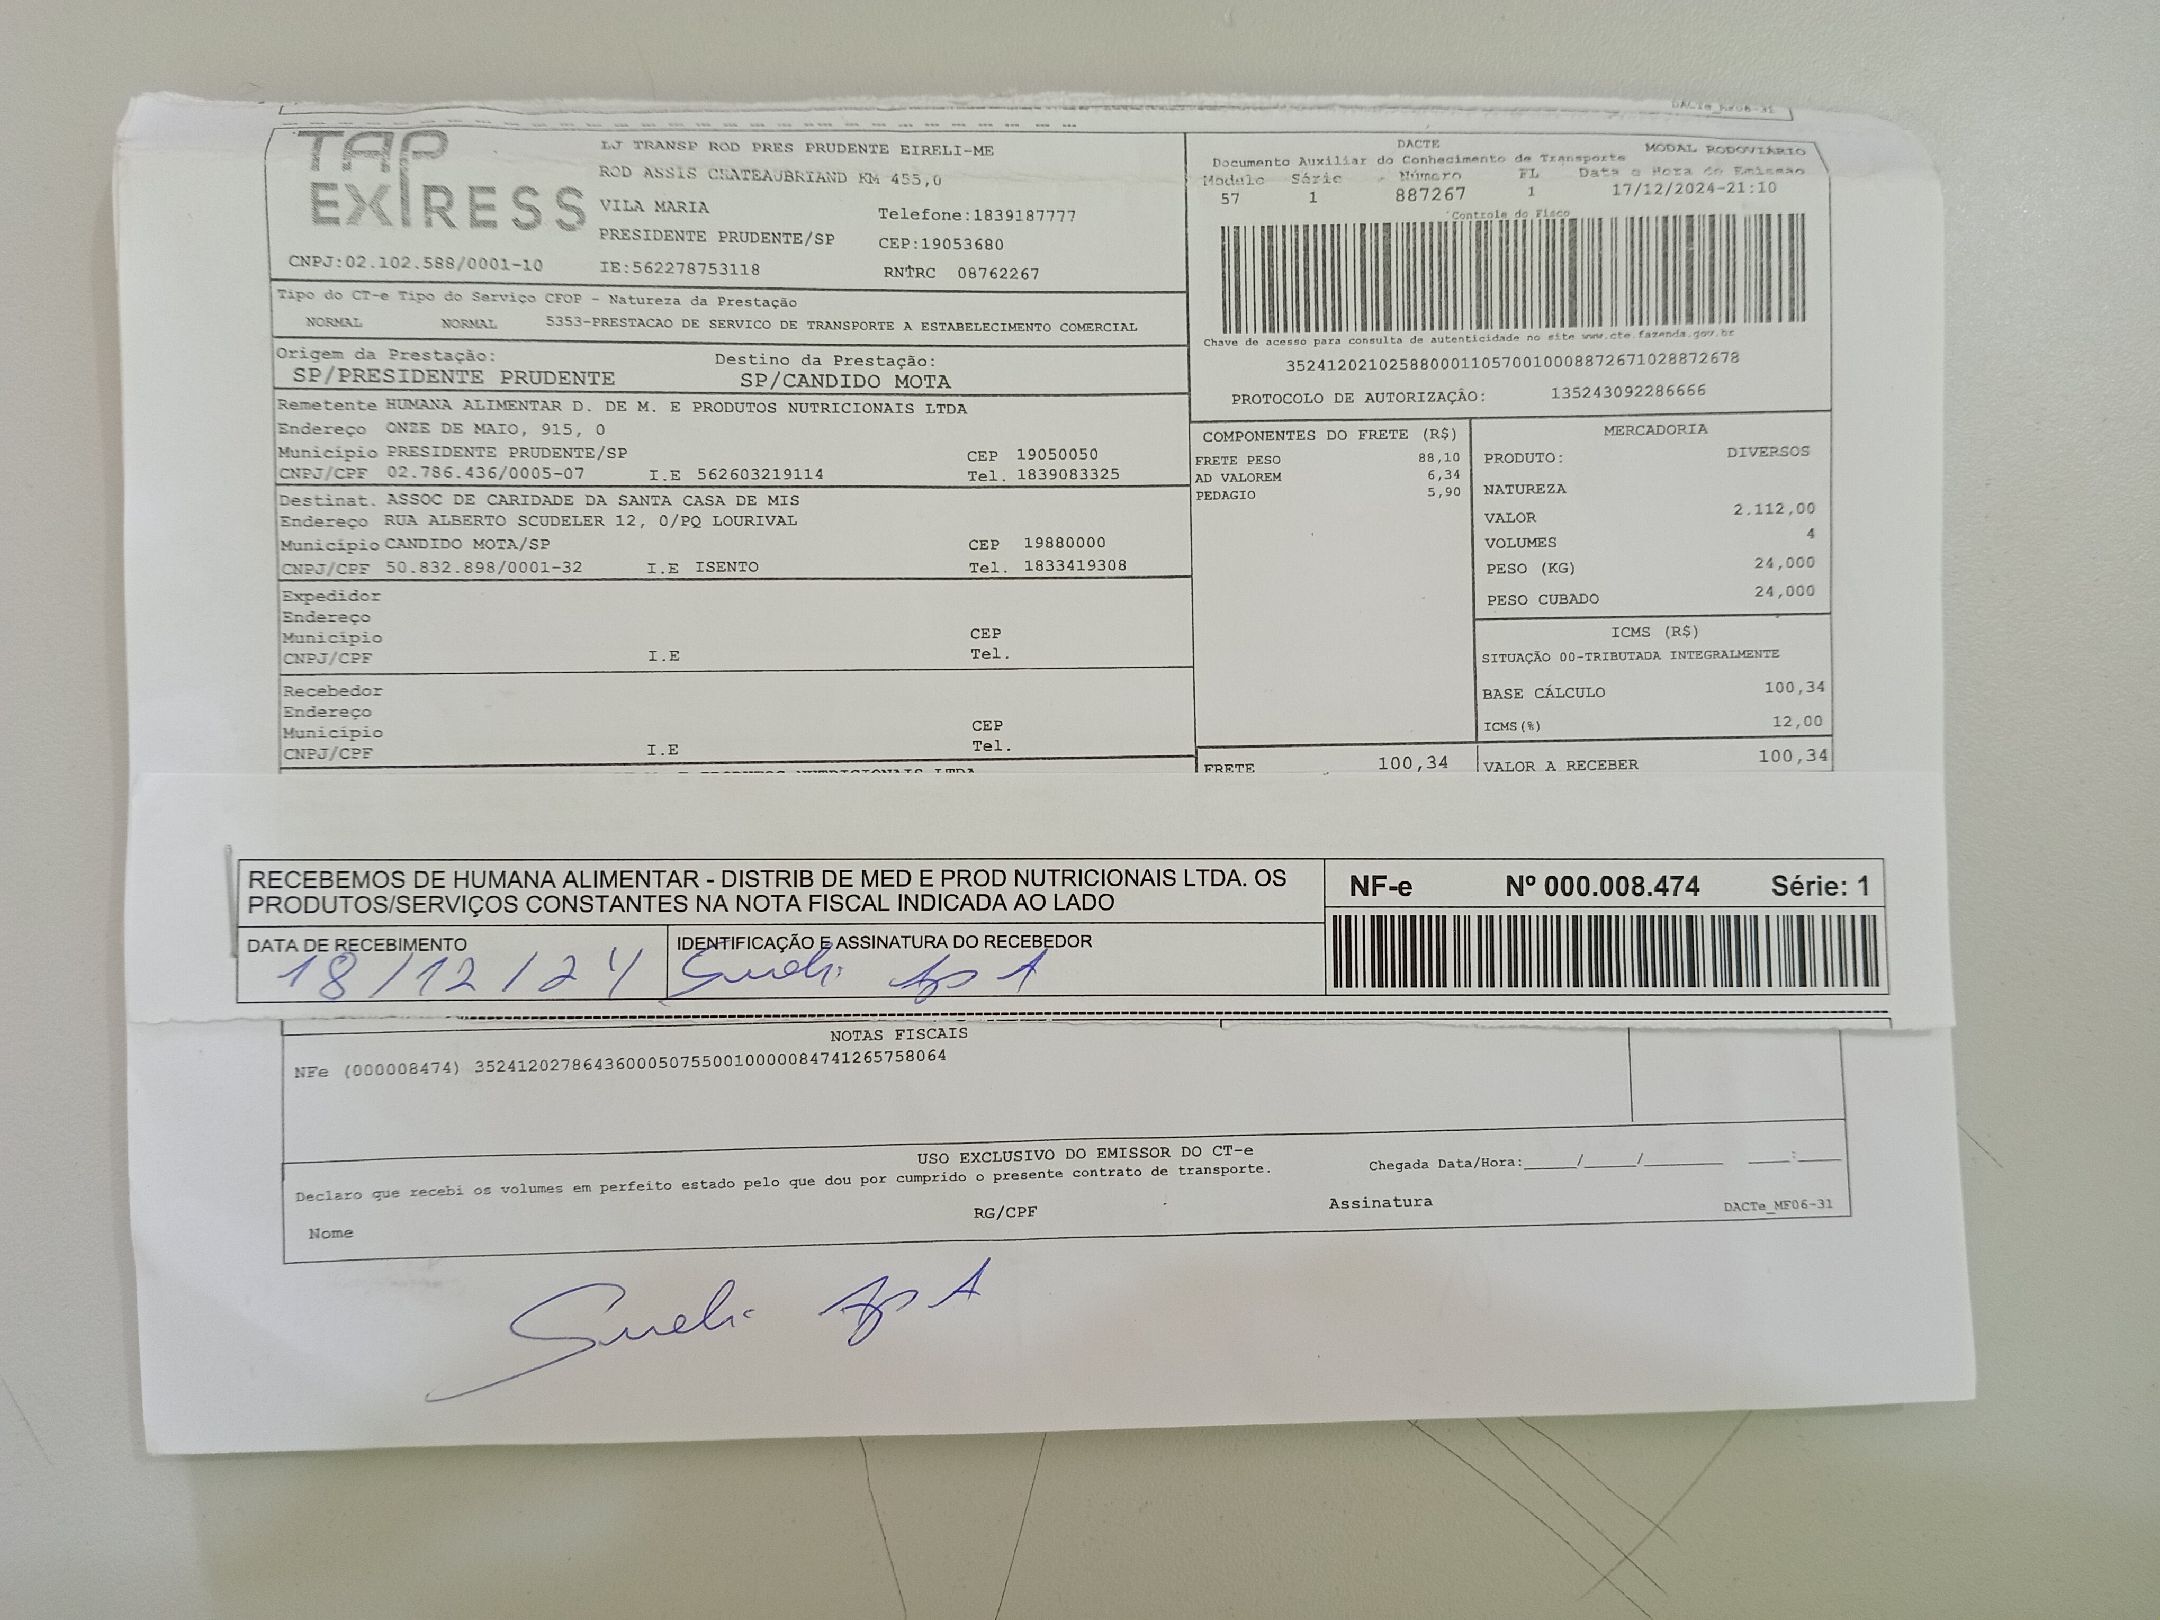 DACTe_MF06-31
TAP EXPRESS
LJ TRANSP ROD PRES PRUDENTE EIRELI-ME
ROD ASSIS CHATEAUBRIAND KM 455,0
VILA MARIA Telefone:1839187777
PRESIDENTE PRUDENTE/SP CEP:19053680
CNPJ:02.102.588/0001-10 IE:562278753118 RNTRC 08762267
DACTE MODAL RODOVIÁRIO
Documento Auxiliar do Conhecimento de Transporte
Modelo Série Número FL Data e Hora de Emissão
57 1 887267 1 17/12/2024-21:10
Controle do Fisco
Chave de acesso para consulta de autenticidade no site www.cte.fazenda.gov.br
35241202102588000110570010008872671028872678
PROTOCOLO DE AUTORIZAÇÃO: 135243092286666
Tipo do CT-e Tipo do Serviço CFOP - Natureza da Prestação
NORMAL NORMAL 5353-PRESTACAO DE SERVICO DE TRANSPORTE A ESTABELECIMENTO COMERCIAL
Origem da Prestação: Destino da Prestação:
SP/PRESIDENTE PRUDENTE SP/CANDIDO MOTA
Remetente HUMANA ALIMENTAR D. DE M. E PRODUTOS NUTRICIONAIS LTDA
Endereço ONZE DE MAIO, 915, 0
Município PRESIDENTE PRUDENTE/SP CEP 19050050
CNPJ/CPF 02.786.436/0005-07 I.E 562603219114 Tel. 1839083325
Destinat. ASSOC DE CARIDADE DA SANTA CASA DE MIS
Endereço RUA ALBERTO SCUDELER 12, 0/PQ LOURIVAL
Município CANDIDO MOTA/SP CEP 19880000
CNPJ/CPF 50.832.898/0001-32 I.E ISENTO Tel. 1833419308
Expedidor
Endereço
Município CEP
CNPJ/CPF I.E Tel.
Recebedor
Endereço
Município CEP
CNPJ/CPF I.E Tel.
COMPONENTES DO FRETE (R$)
FRETE PESO 88,10
AD VALOREM 6,34
PEDAGIO 5,90
MERCADORIA
PRODUTO: DIVERSOS
NATUREZA
VALOR 2.112,00
VOLUMES 4
PESO (KG) 24,000
PESO CUBADO 24,000
ICMS (R$)
SITUAÇÃO 00-TRIBUTADA INTEGRALMENTE
BASE CÁLCULO 100,34
ICMS(%) 12,00
FRETE 100,34 VALOR A RECEBER 100,34
RECEBEMOS DE HUMANA ALIMENTAR - DISTRIB DE MED E PROD NUTRICIONAIS LTDA. OS
PRODUTOS/SERVIÇOS CONSTANTES NA NOTA FISCAL INDICADA AO LADO
NF-e Nº 000.008.474 Série: 1
DATA DE RECEBIMENTO IDENTIFICAÇÃO E ASSINATURA DO RECEBEDOR
18/12/24 Sueli Ap A
NOTAS FISCAIS
NFe (000008474) 35241202786436000507550010000084741265758064
USO EXCLUSIVO DO EMISSOR DO CT-e
Declaro que recebi os volumes em perfeito estado pelo que dou por cumprido o presente contrato de transporte.
Chegada Data/Hora:_____/_____/________ ____:____
Nome RG/CPF Assinatura DACTe_MF06-31
Sueli Ap A